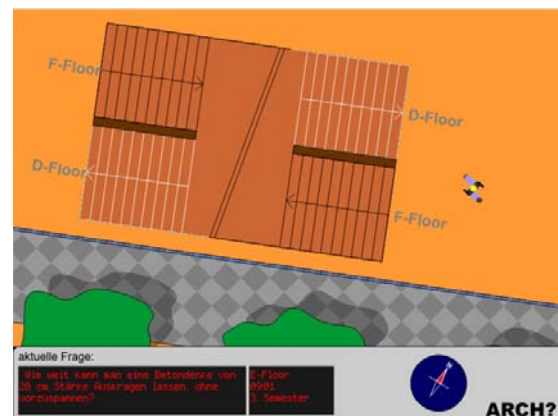 F-Floor
D-Floor
D-Floor
F-Floor
aktuelle Frage:
Wie weit kann man eine Betondenke von
20 cm Stärke Auskragen lassen, ohne
vorzuspannen?
E-Floor
0901
3. Semester
N
ARCH?